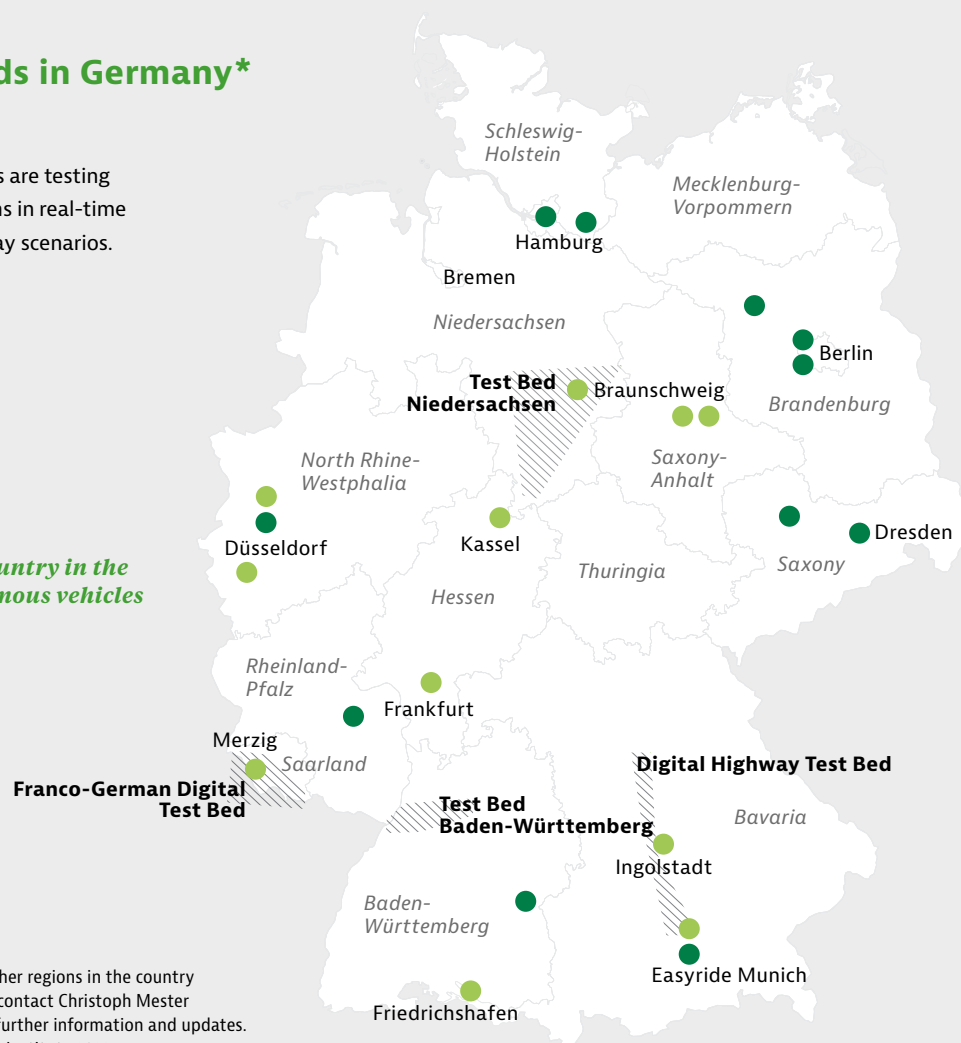 ds in Germany*
s are testing
ns in real-time
ay scenarios.
Schleswig-
Holstein
Mecklenburg-
Vorpommern
Hamburg
Bremen
Niedersachsen
Berlin
Brandenburg
Test Bed
Niedersachsen
Braunschweig
Saxony-
Anhalt
North Rhine-
Westphalia
Düsseldorf
Kassel
Dresden
Saxony
Thuringia
Hessen
untry in the
mous vehicles
Rheinland-
Pfalz
Frankfurt
Merzig
Saarland
Franco-German Digital
Test Bed
Test Bed
Baden-Württemberg
Digital Highway Test Bed
Bavaria
Ingolstadt
Baden-
Württemberg
Easyride Munich
Friedrichshafen
her regions in the country
contact Christoph Mester
further information and updates.